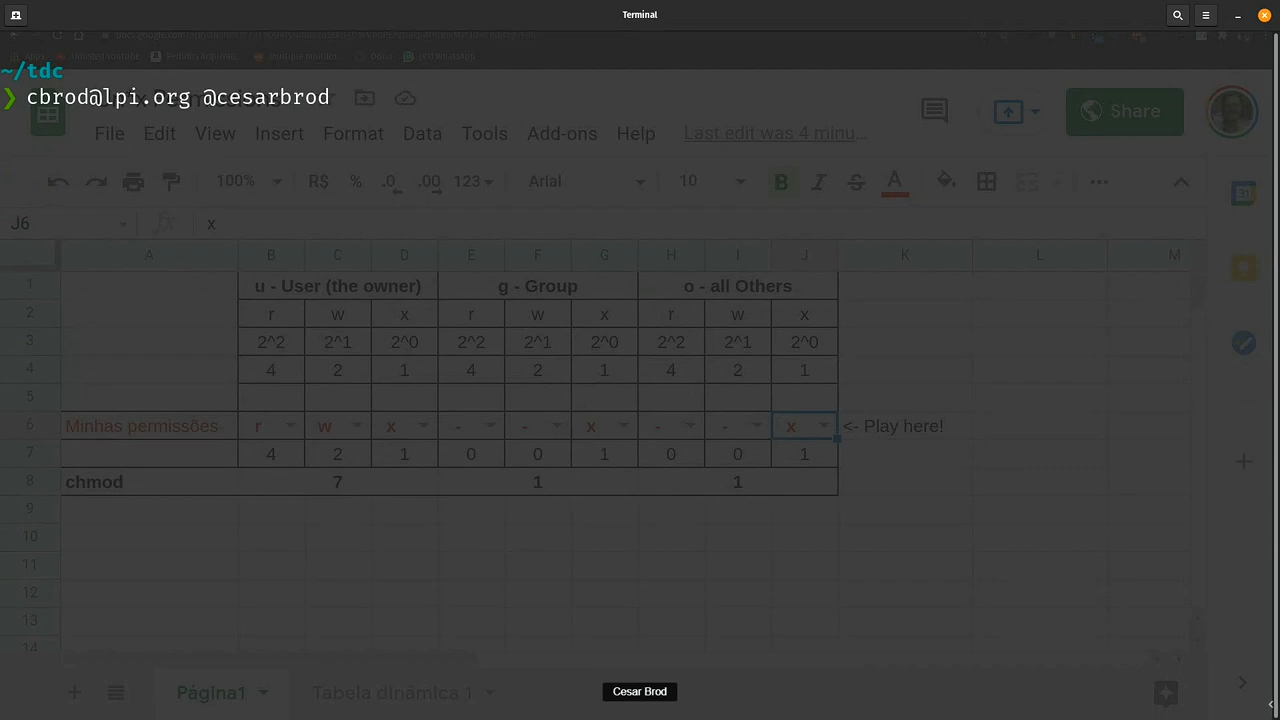 Terminal
~/tdc
❯ cbrod@lpi.org @cesarbrod
File Edit View Insert Format Data Tools Add-ons Help Last edit was 4 minu...
Share
100% R$ % .0 .00 123 Arial 10 B I S A
J6 x
A B C D E F G H I J K L M
1 u - User (the owner) g - Group o - all Others
2 r w x r w x r w x
3 2^2 2^1 2^0 2^2 2^1 2^0 2^2 2^1 2^0
4 4 2 1 4 2 1 4 2 1
5
6 Minhas permissões r w x - - x - - x <- Play here!
7 4 2 1 0 0 1 0 0 1
8 chmod 7 1 1
9
10
11
12
13
14
Página1 Tabela dinâmica 1
Cesar Brod